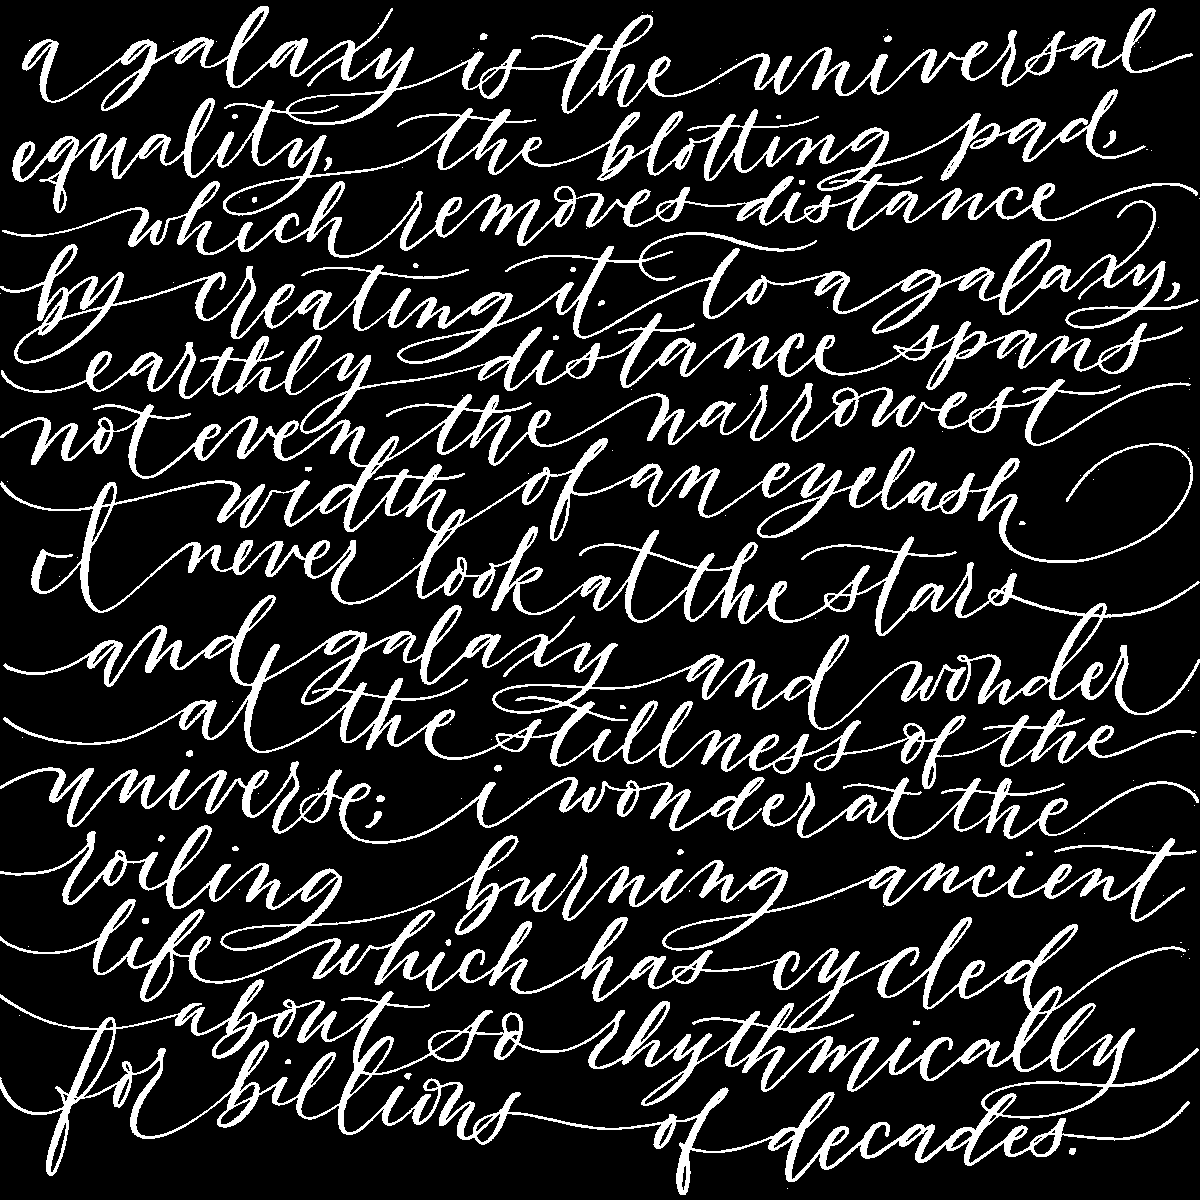 a galaxy is the universal
equality, the blotting pad,
which removes distance
by creating it. to a galaxy,
earthly distance spans
not even the narrowest
width of an eyelash.
I never look at the stars
and galaxy and wonder
at the stillness of the
universe; i wonder at the
roiling burning ancient
life which has cycled
about so rhythmically
for billions of decades.